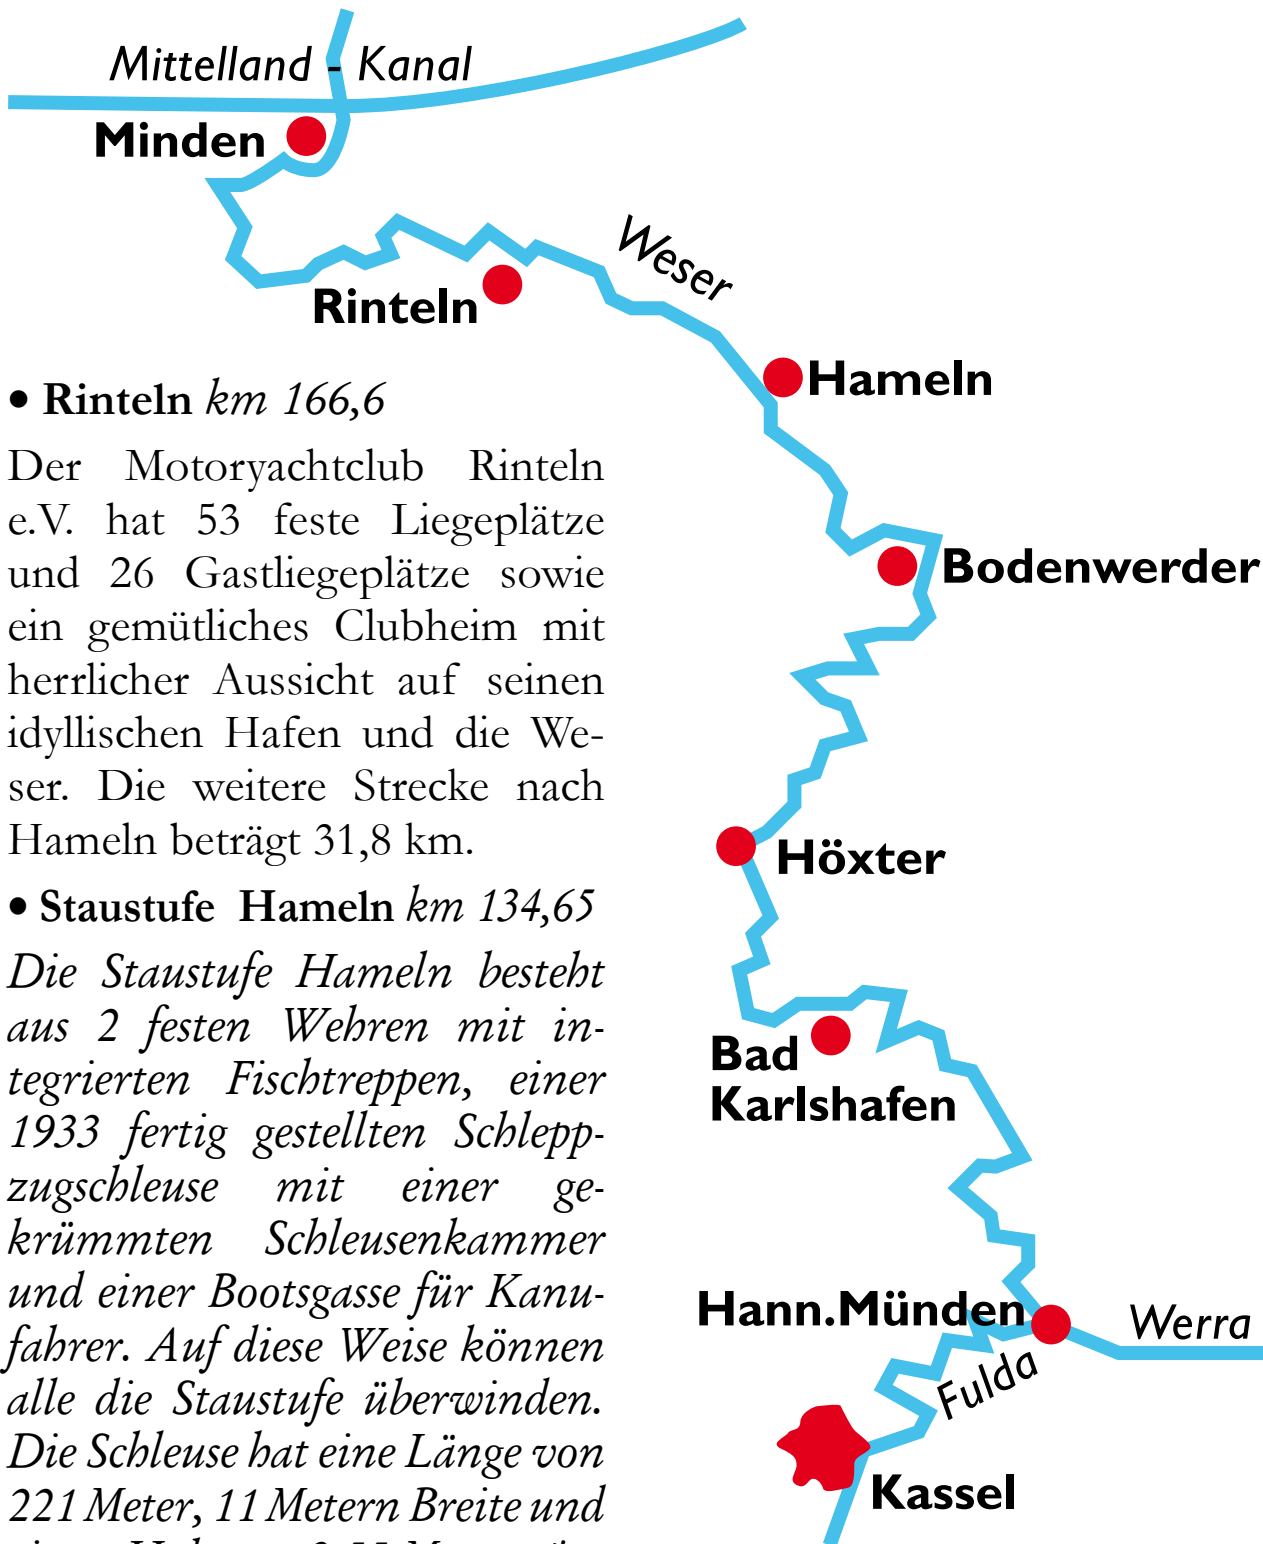 Mittelland - Kanal
Minden
Weser
Rinteln
Hameln
Bodenwerder
Höxter
Bad
Karlshafen
Hann.Münden
Werra
Fulda
Kassel
• Rinteln km 166,6
Der Motoryachtclub Rinteln
e.V. hat 53 feste Liegeplätze
und 26 Gastliegeplätze sowie
ein gemütliches Clubheim mit
herrlicher Aussicht auf seinen
idyllischen Hafen und die We-
ser. Die weitere Strecke nach
Hameln beträgt 31,8 km.
• Staustufe Hameln km 134,65
Die Staustufe Hameln besteht
aus 2 festen Wehren mit in-
tegrierten Fischtreppen, einer
1933 fertig gestellten Schlepp-
zugschleuse mit einer ge-
krümmten Schleusenkammer
und einer Bootsgasse für Kanu-
fahrer. Auf diese Weise können
alle die Staustufe überwinden.
Die Schleuse hat eine Länge von
221 Meter, 11 Metern Breite und